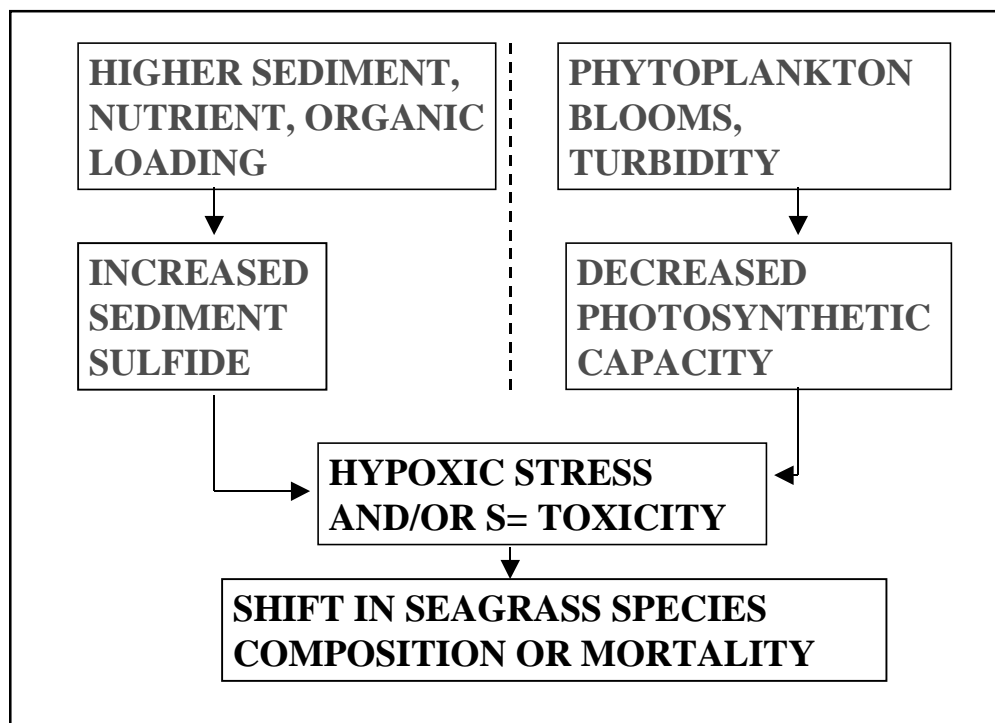 HIGHER SEDIMENT,
NUTRIENT, ORGANIC
LOADING
PHYTOPLANKTON
BLOOMS,
TURBIDITY
INCREASED
SEDIMENT
SULFIDE
DECREASED
PHOTOSYNTHETIC
CAPACITY
HYPOXIC STRESS
AND/OR S= TOXICITY
SHIFT IN SEAGRASS SPECIES
COMPOSITION OR MORTALITY